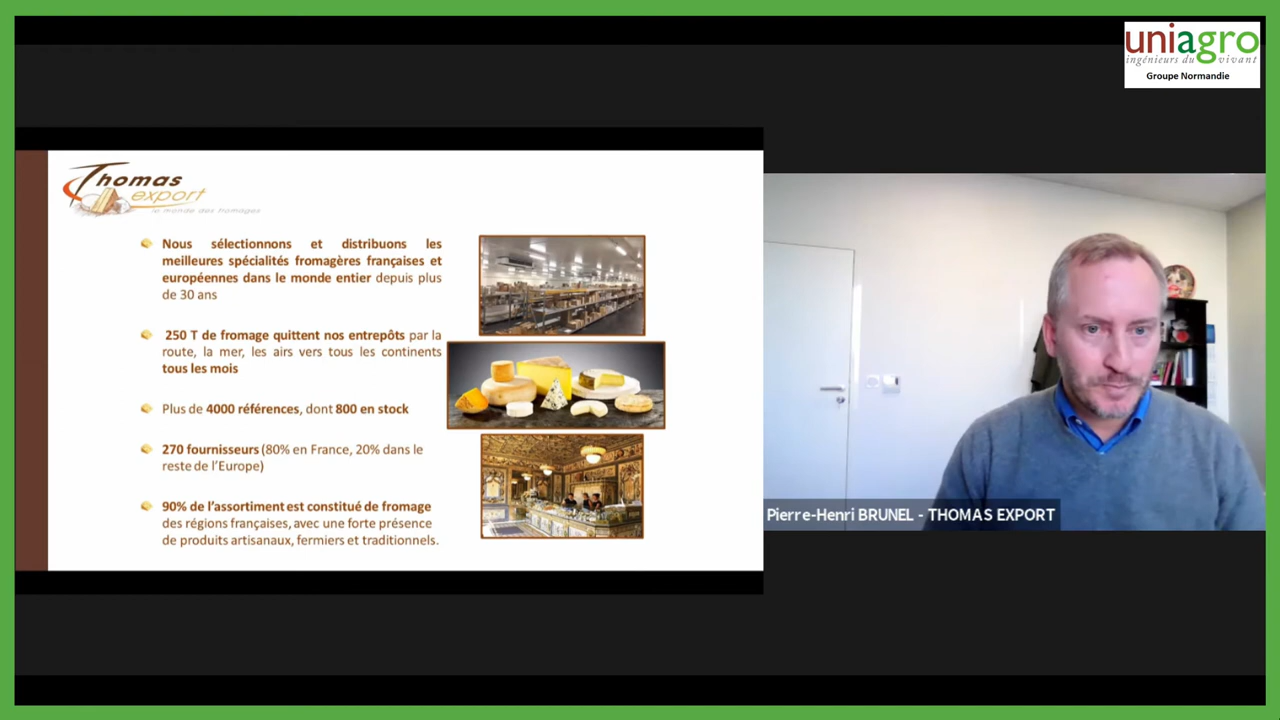 uniagro
ingénieurs du vivant
Groupe Normandie
Thomas
export
le monde des fromages
Nous sélectionnons et distribuons les
meilleures spécialités fromagères françaises et
européennes dans le monde entier depuis plus
de 30 ans
250 T de fromage quittent nos entrepôts par la
route, la mer, les airs vers tous les continents
tous les mois
Plus de 4000 références, dont 800 en stock
270 fournisseurs (80% en France, 20% dans le
reste de l'Europe)
90% de l'assortiment est constitué de fromage
des régions françaises, avec une forte présence
de produits artisanaux, fermiers et traditionnels.
Pierre-Henri BRUNEL - THOMAS EXPORT